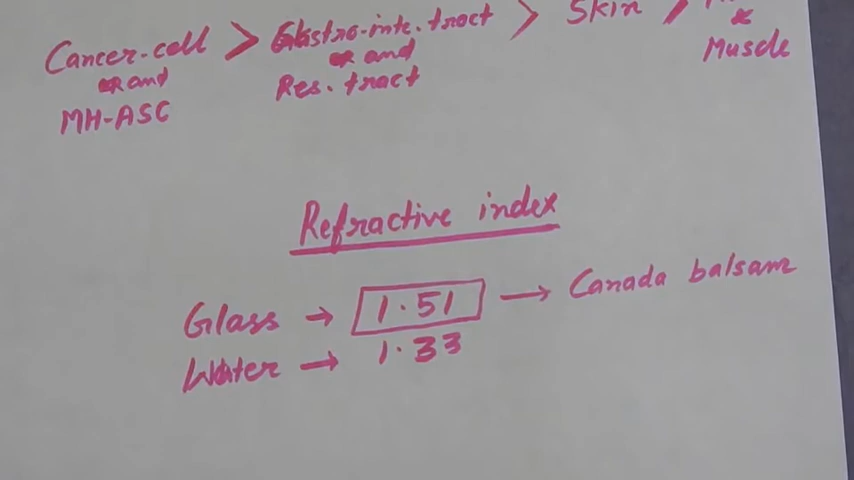 Cancer-cell > Gastro-inte. tract > Skin >
and and &
MH-ASC Res. tract Muscle
Refractive index
Glass → 1.51 → Canada balsam
Water → 1.33